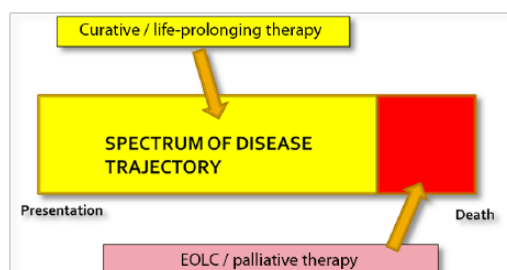 Curative / life-prolonging therapy
SPECTRUM OF DISEASE
TRAJECTORY
Presentation
Death
EOLC / palliative therapy